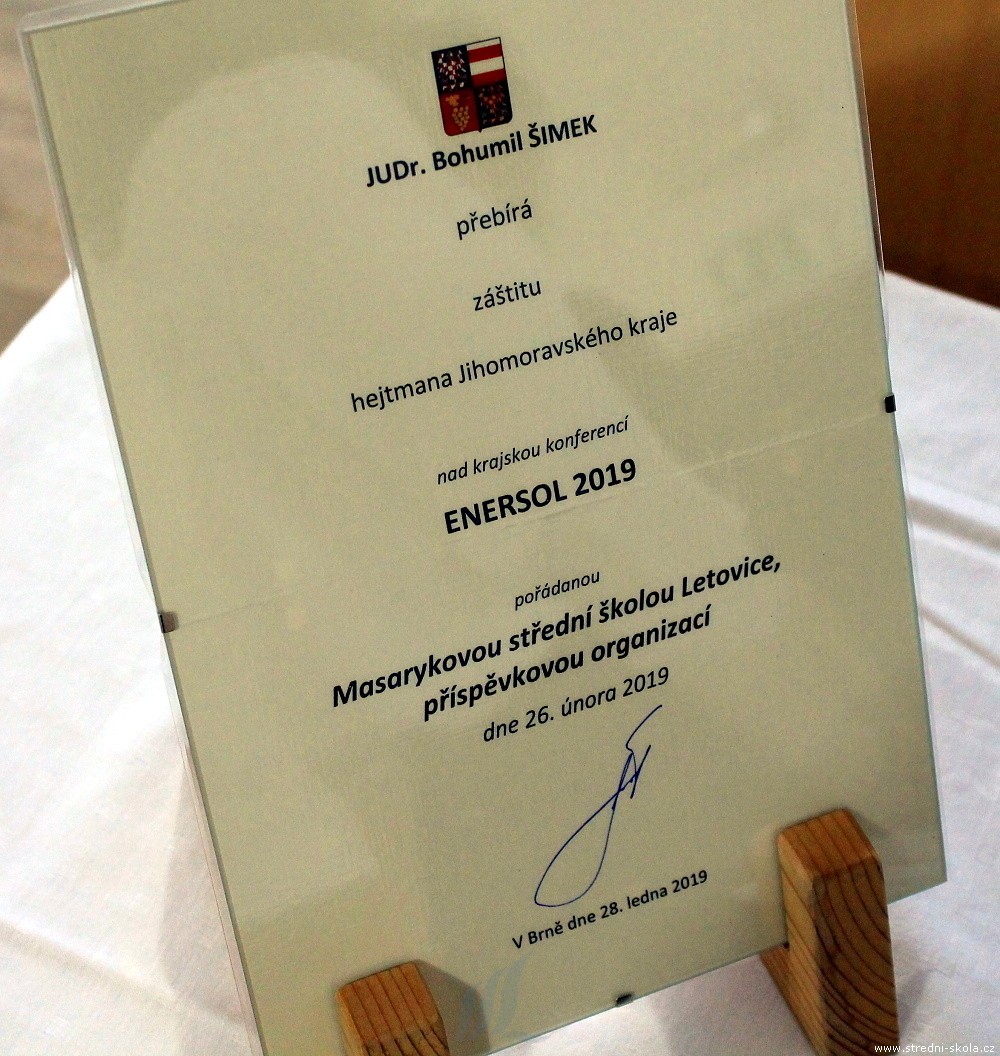 JUDr. Bohumil ŠIMEK
přebírá
záštitu
hejtmana Jihomoravského kraje
nad krajskou konferencí
ENERSOL 2019
pořádanou
Masarykovou střední školou Letovice,
příspěvkovou organizací
dne 26. února 2019
V Brně dne 28. ledna 2019
www.stredni-skola.cz